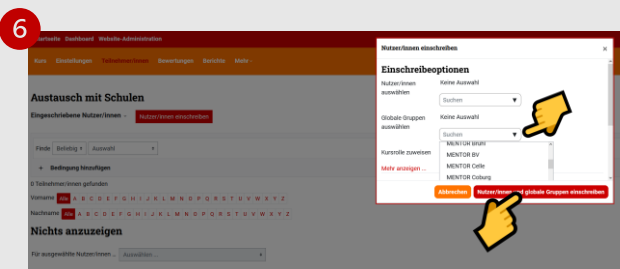 6
Startseite Dashboard Website-Administration
Kurs Einstellungen Teilnehmer/innen Bewertungen Berichte Mehr
Austausch mit Schulen
Eingeschriebene Nutzer/innen
Nutzer/innen einschreiben
Finde Beliebig Auswahl
+ Bedingung hinzufügen
0 Teilnehmer/innen gefunden
Vorname Alle A B C D E F G H I J K L M N O P Q R S T U V W X Y Z
Nachname Alle A B C D E F G H I J K L M N O P Q R S T U V W X Y Z
Nichts anzuzeigen
Für ausgewählte Nutzer/innen ... Auswählen ...
Nutzer/innen einschreiben ×
Einschreibeoptionen
Nutzer/innen auswählen
Keine Auswahl
Suchen ▼
Globale Gruppen auswählen
Keine Auswahl
Suchen ▼
MENTOR Brühl
MENTOR BV
MENTOR Celle
MENTOR Coburg
Kursrolle zuweisen
Mehr anzeigen ...
Abbrechen
Nutzer/innen und globale Gruppen einschreiben